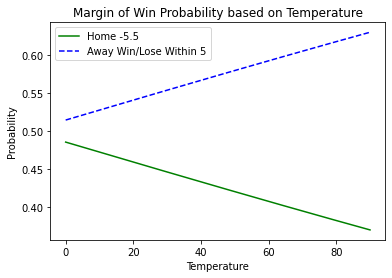 Margin of Win Probability based on Temperature
Home -5.5
Away Win/Lose Within 5
Probability
0.60
0.55
0.50
0.45
0.40
0 20 40 60 80
Temperature